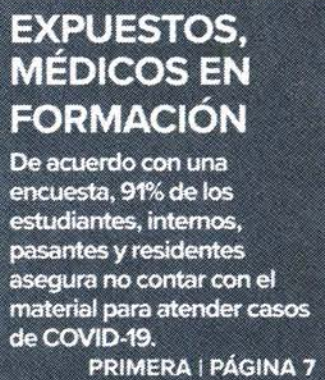 EXPUESTOS,
MÉDICOS EN
FORMACIÓN
De acuerdo con una
encuesta, 91% de los
estudiantes, internos,
pasantes y residentes
asegura no contar con el
material para atender casos
de COVID-19.
PRIMERA | PÁGINA 7